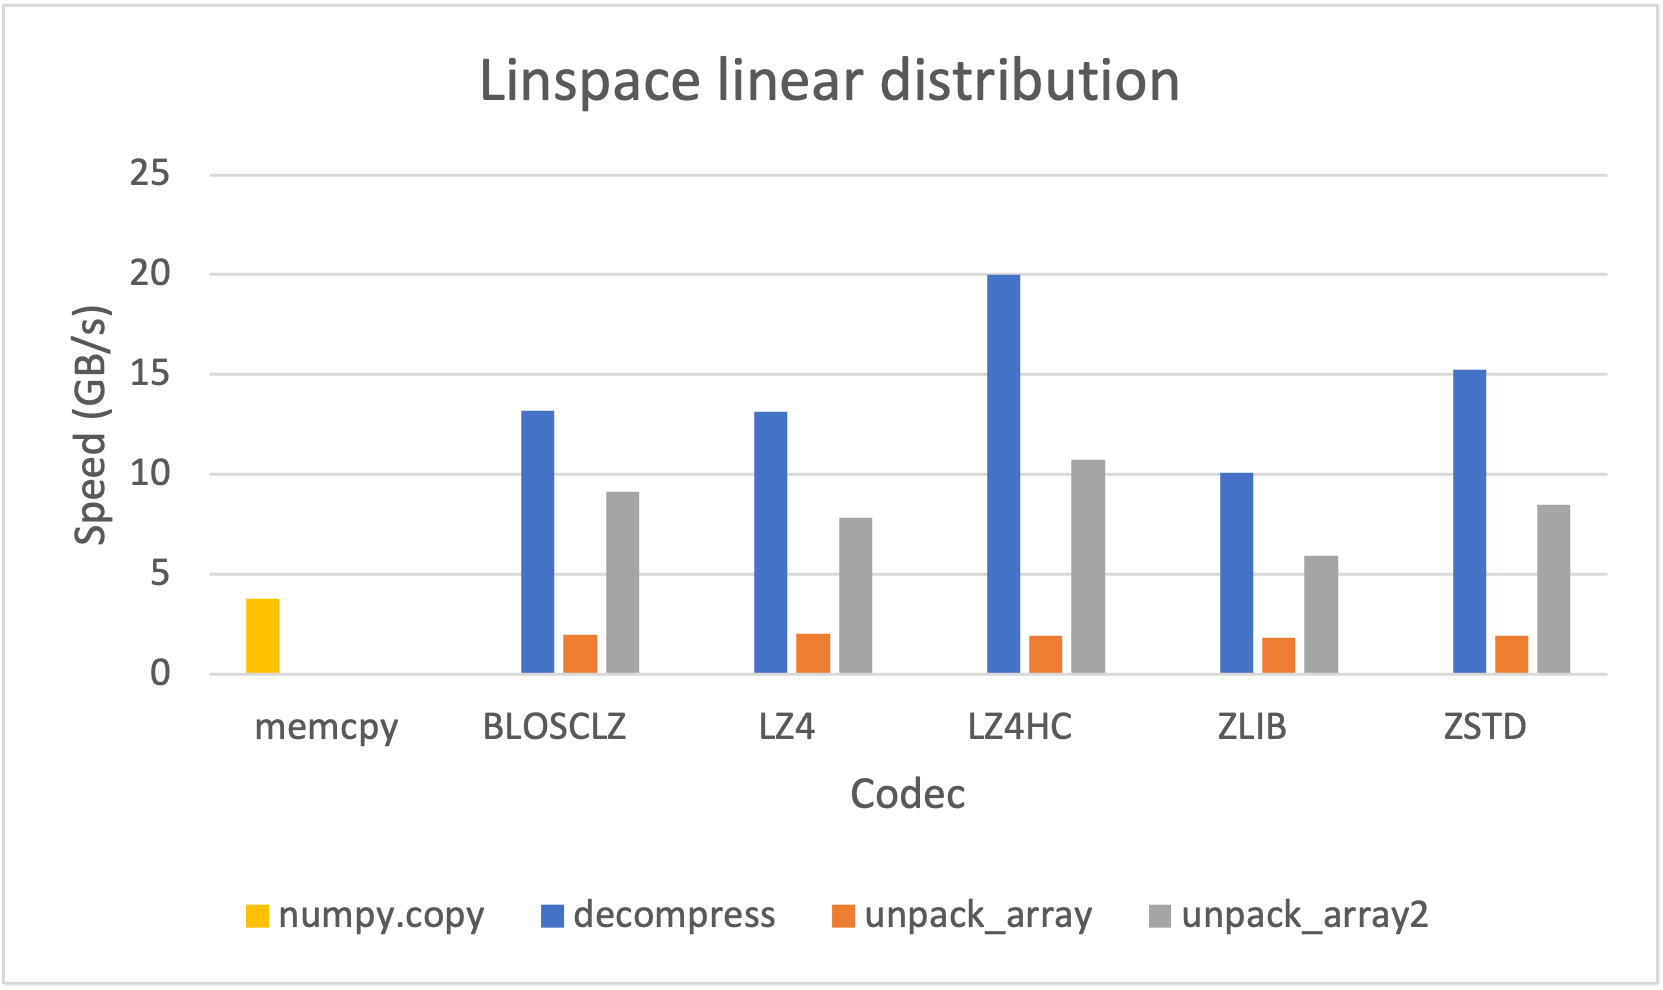 Linspace linear distribution
25
20
15
10
5
0
Speed (GB/s)
memcpy BLOSCLZ LZ4 LZ4HC ZLIB ZSTD
Codec
numpy.copy decompress unpack_array unpack_array2